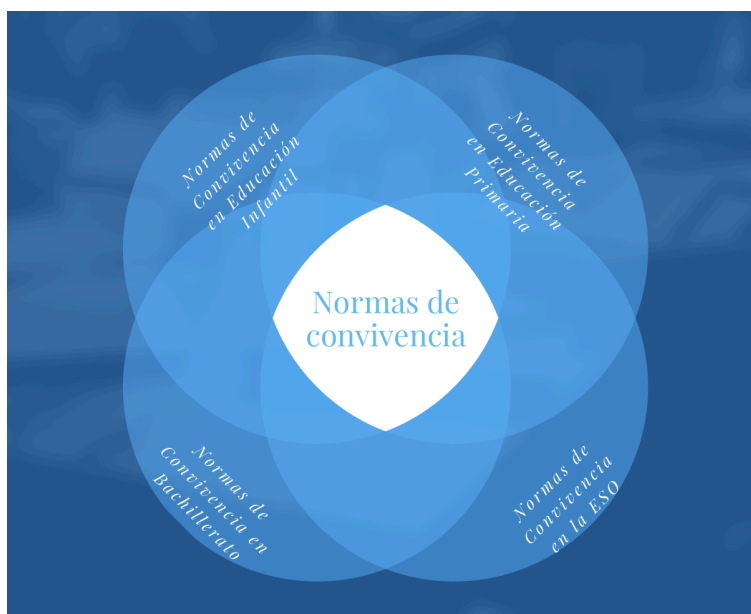 Normas de
Convivencia
en Educación
Infantil
Normas de
Convivencia
en Educación
Primaria
Normas de
convivencia
Normas de
Convivencia en
Bachillerato
Normas de
Convivencia
en la ESO